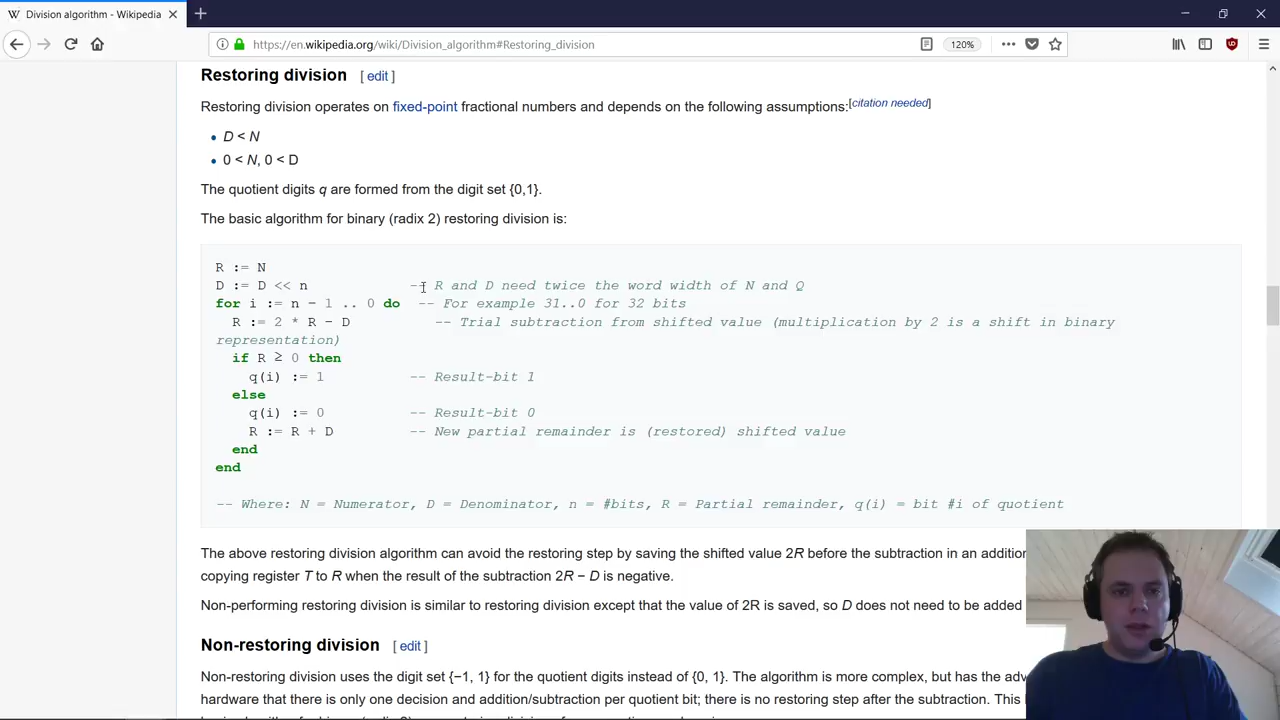 W Division algorithm - Wikipedia
https://en.wikipedia.org/wiki/Division_algorithm#Restoring_division 120%
Restoring division [ edit ]
Restoring division operates on fixed-point fractional numbers and depends on the following assumptions:[citation needed]
• D < N
• 0 < N, 0 < D
The quotient digits q are formed from the digit set {0,1}.
The basic algorithm for binary (radix 2) restoring division is:
R := N
D := D << n -- R and D need twice the word width of N and Q
for i := n − 1 .. 0 do -- For example 31..0 for 32 bits
R := 2 * R − D -- Trial subtraction from shifted value (multiplication by 2 is a shift in binary
representation)
if R ≥ 0 then
q(i) := 1 -- Result-bit 1
else
q(i) := 0 -- Result-bit 0
R := R + D -- New partial remainder is (restored) shifted value
end
end
-- Where: N = Numerator, D = Denominator, n = #bits, R = Partial remainder, q(i) = bit #i of quotient
The above restoring division algorithm can avoid the restoring step by saving the shifted value 2R before the subtraction in an addition
copying register T to R when the result of the subtraction 2R − D is negative.
Non-performing restoring division is similar to restoring division except that the value of 2R is saved, so D does not need to be added
Non-restoring division [ edit ]
Non-restoring division uses the digit set {−1, 1} for the quotient digits instead of {0, 1}. The algorithm is more complex, but has the adv
hardware that there is only one decision and addition/subtraction per quotient bit; there is no restoring step after the subtraction. This